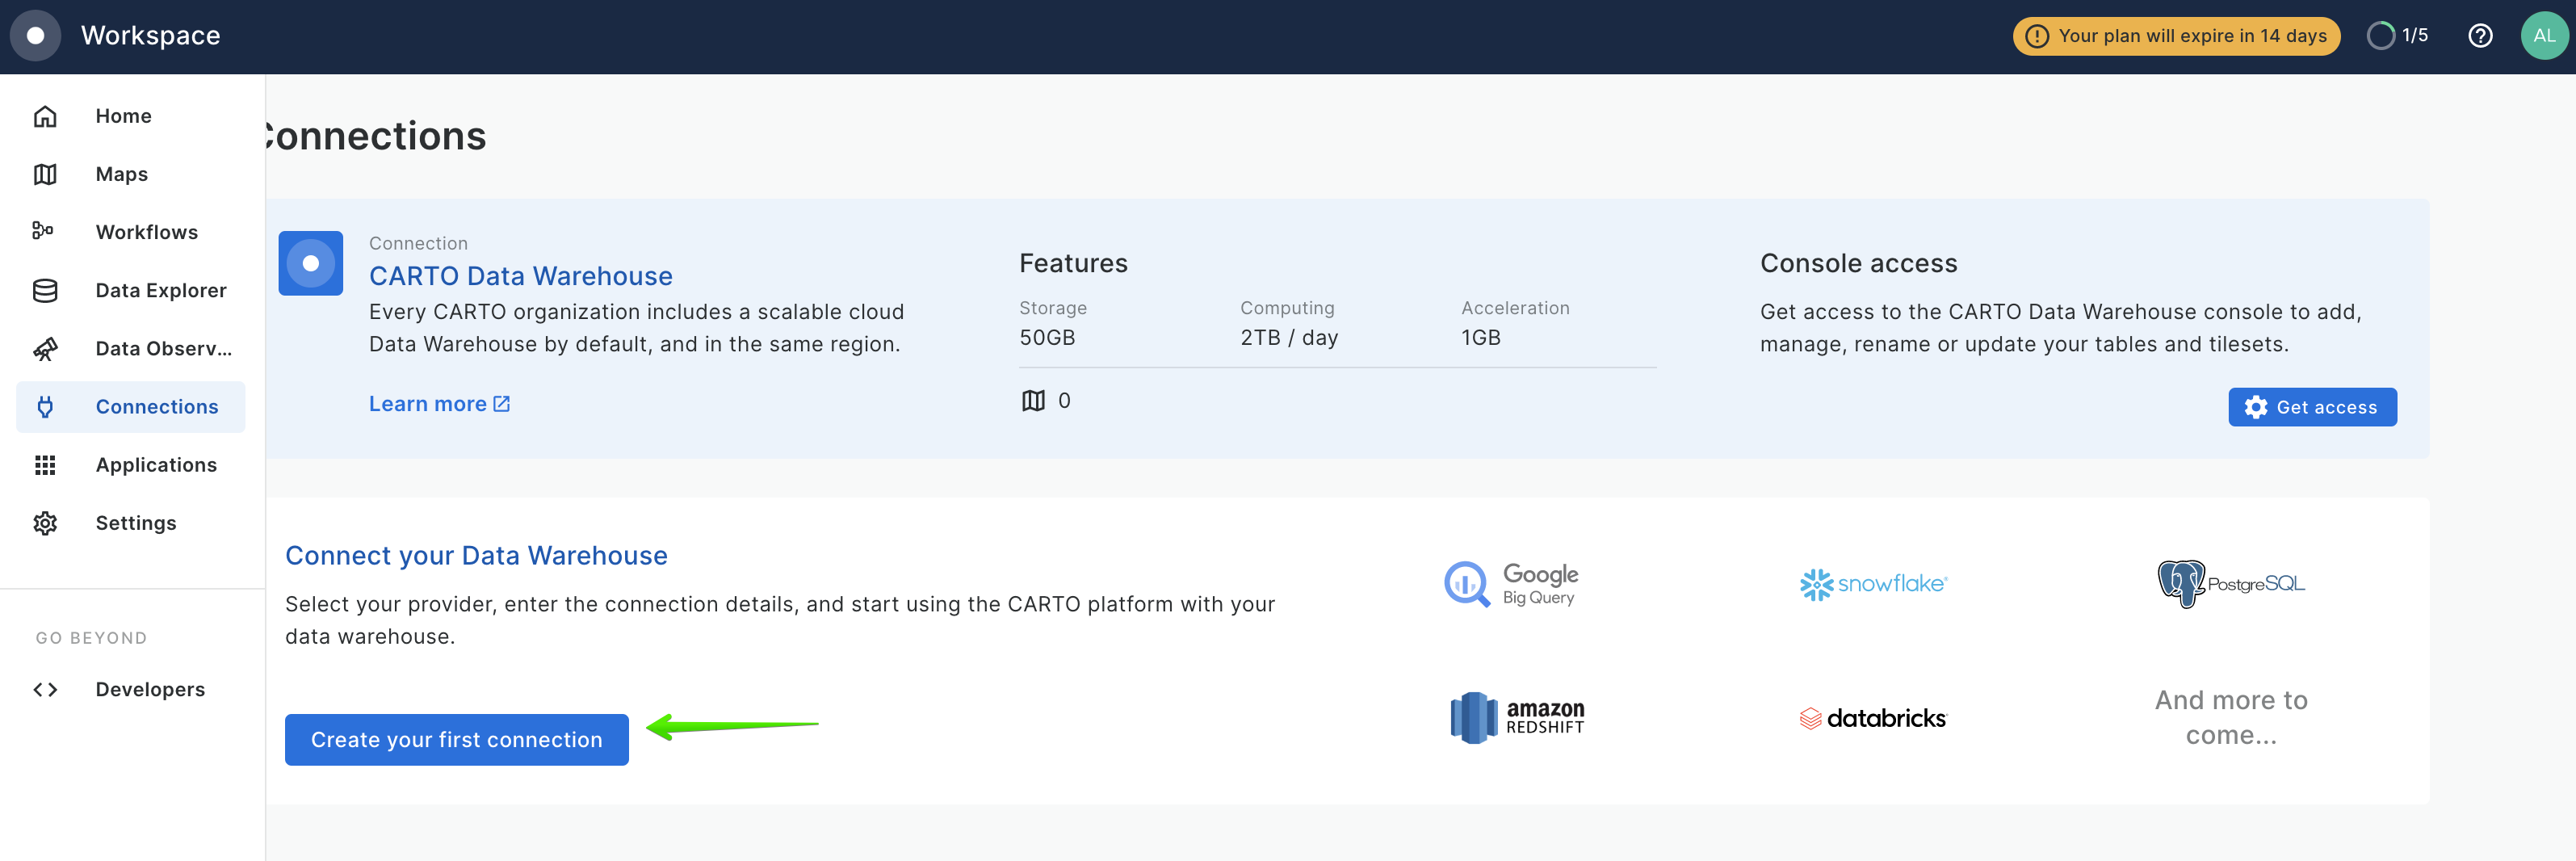 Workspace
Your plan will expire in 14 days
1/5
AL
Home
Maps
Workflows
Data Explorer
Data Observ...
Connections
Applications
Settings
GO BEYOND
Developers
Connections
Connection
CARTO Data Warehouse
Every CARTO organization includes a scalable cloud
Data Warehouse by default, and in the same region.
Learn more
Features
Storage
50GB
Computing
2TB / day
Acceleration
1GB
0
Console access
Get access to the CARTO Data Warehouse console to add,
manage, rename or update your tables and tilesets.
Get access
Connect your Data Warehouse
Select your provider, enter the connection details, and start using the CARTO platform with your
data warehouse.
Create your first connection
Google
Big Query
snowflake®
PostgreSQL
amazon
REDSHIFT
databricks
And more to
come...